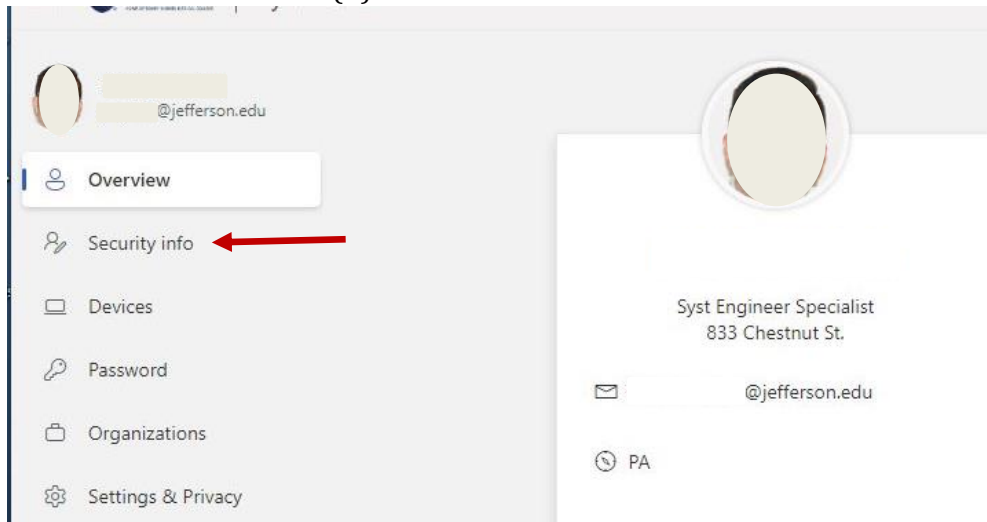 @jefferson.edu
Overview
Security info
Devices
Password
Organizations
Settings & Privacy
Syst Engineer Specialist
833 Chestnut St.
@jefferson.edu
PA